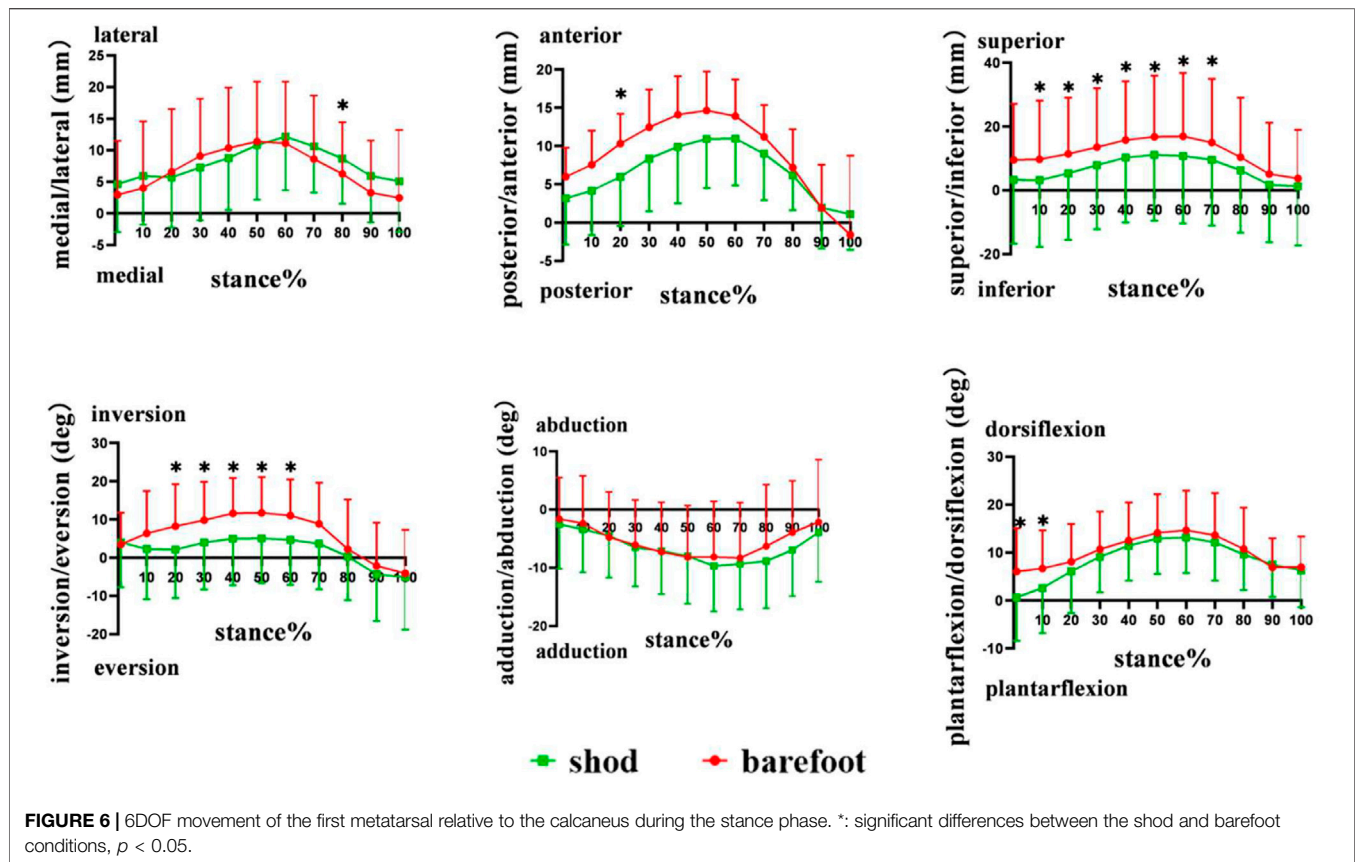 lateral
medial/lateral (mm)
25
20
15
10
5
0
-5
10 20 30 40 50 60 70 80 90 100
*
medial
stance%
anterior
posterior/anterior (mm)
20
15
10
5
0
-5
10 20 30 40 50 60 70 80 90 100
*
posterior
stance%
superior
superior/inferior (mm)
40
20
0
-20
10 20 30 40 50 60 70 80 90 100
* * * * * * *
inferior
stance%
inversion
inversion/eversion (deg)
30
20
10
0
-10
-20
10 20 30 40 50 60 70 80 90 100
* * * * *
stance%
eversion
abduction
adduction/abduction (deg)
10
0
-10
-20
10 20 30 40 50 60 70 80 90 100
stance%
adduction
dorsiflexion
plantarflexion/dorsiflexion (deg)
30
20
10
0
-10
10 20 30 40 50 60 70 80 90 100
* *
stance%
plantarflexion
shod barefoot
FIGURE 6 | 6DOF movement of the first metatarsal relative to the calcaneus during the stance phase. *: significant differences between the shod and barefoot
conditions, p < 0.05.